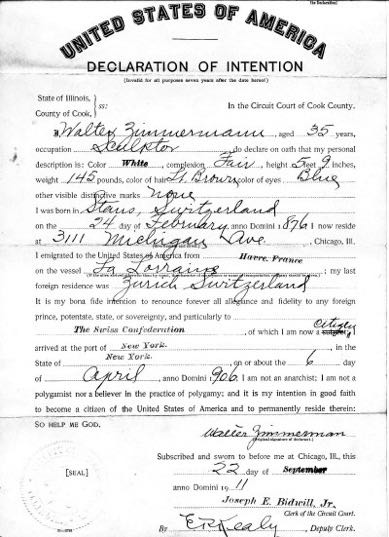 the Declaration)
UNITED STATES OF AMERICA
DECLARATION OF INTENTION
(Invalid for all purposes seven years after the date hereof)
State of Illinois,
County of Cook, } ss: In the Circuit Court of Cook County.
I, Walter Zimmermann, aged 35 years,
occupation Sculptor do declare on oath that my personal
description is: Color White, complexion Fair, height 5 feet 9 inches,
weight 145 pounds, color of hair Lt. Brown color of eyes Blue
other visible distinctive marks None
I was born in Stans, Switzerland
on the 24 day of February anno Domini 1876 I now reside
at 3111 Michigan Ave., Chicago, Ill.
I emigrated to the United States of America from Havre, France
on the vessel La Lorraine; my last
foreign residence was Zurich Switzerland
It is my bona fide intention to renounce forever all allegiance and fidelity to any foreign
prince, potentate, state, or sovereignty, and particularly to
The Swiss Confederation, of which I am now a citizen;
arrived at the port of New York, in the
State of New York on or about the 6 day
of April, anno Domini 1906. I am not an anarchist; I am not a
polygamist nor a believer in the practice of polygamy; and it is my intention in good faith
to become a citizen of the United States of America and to permanently reside therein:
SO HELP ME GOD.
Walter Zimmerman
(Original signature of declarant.)
Subscribed and sworn to before me at Chicago, Ill., this
[SEAL] 22 day of September
anno Domini 1911
Joseph E. Bidwill, Jr.
Clerk of the Circuit Court.
By E R Kealy, Deputy Clerk.